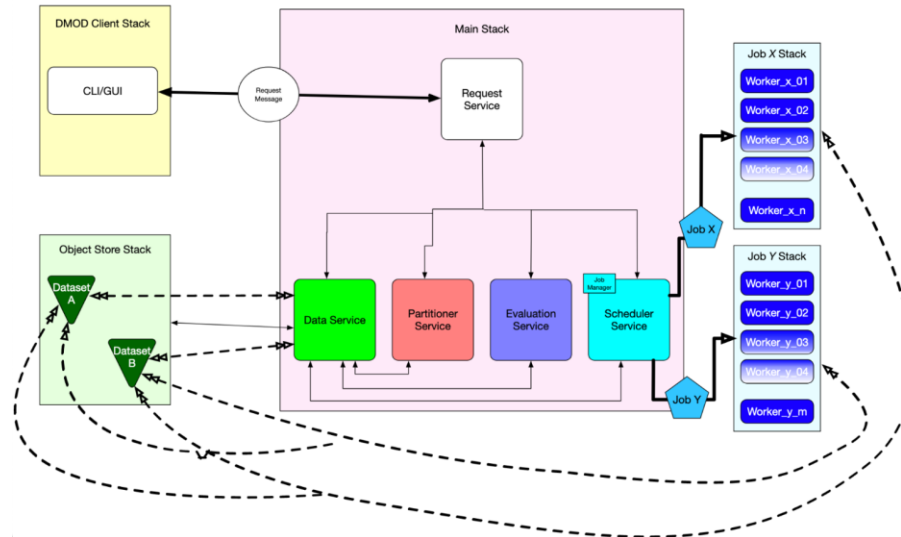 DMOD Client Stack
CLI/GUI
Request
Message
Main Stack
Request
Service
Job X Stack
Worker_x_01
Worker_x_02
Worker_x_03
Worker_x_04
Worker_x_n
Job X
Object Store Stack
Dataset
A
Dataset
B
Data Service
Partitioner
Service
Evaluation
Service
Job
Manager
Scheduler
Service
Job Y
Job Y Stack
Worker_y_01
Worker_y_02
Worker_y_03
Worker_y_04
Worker_y_m